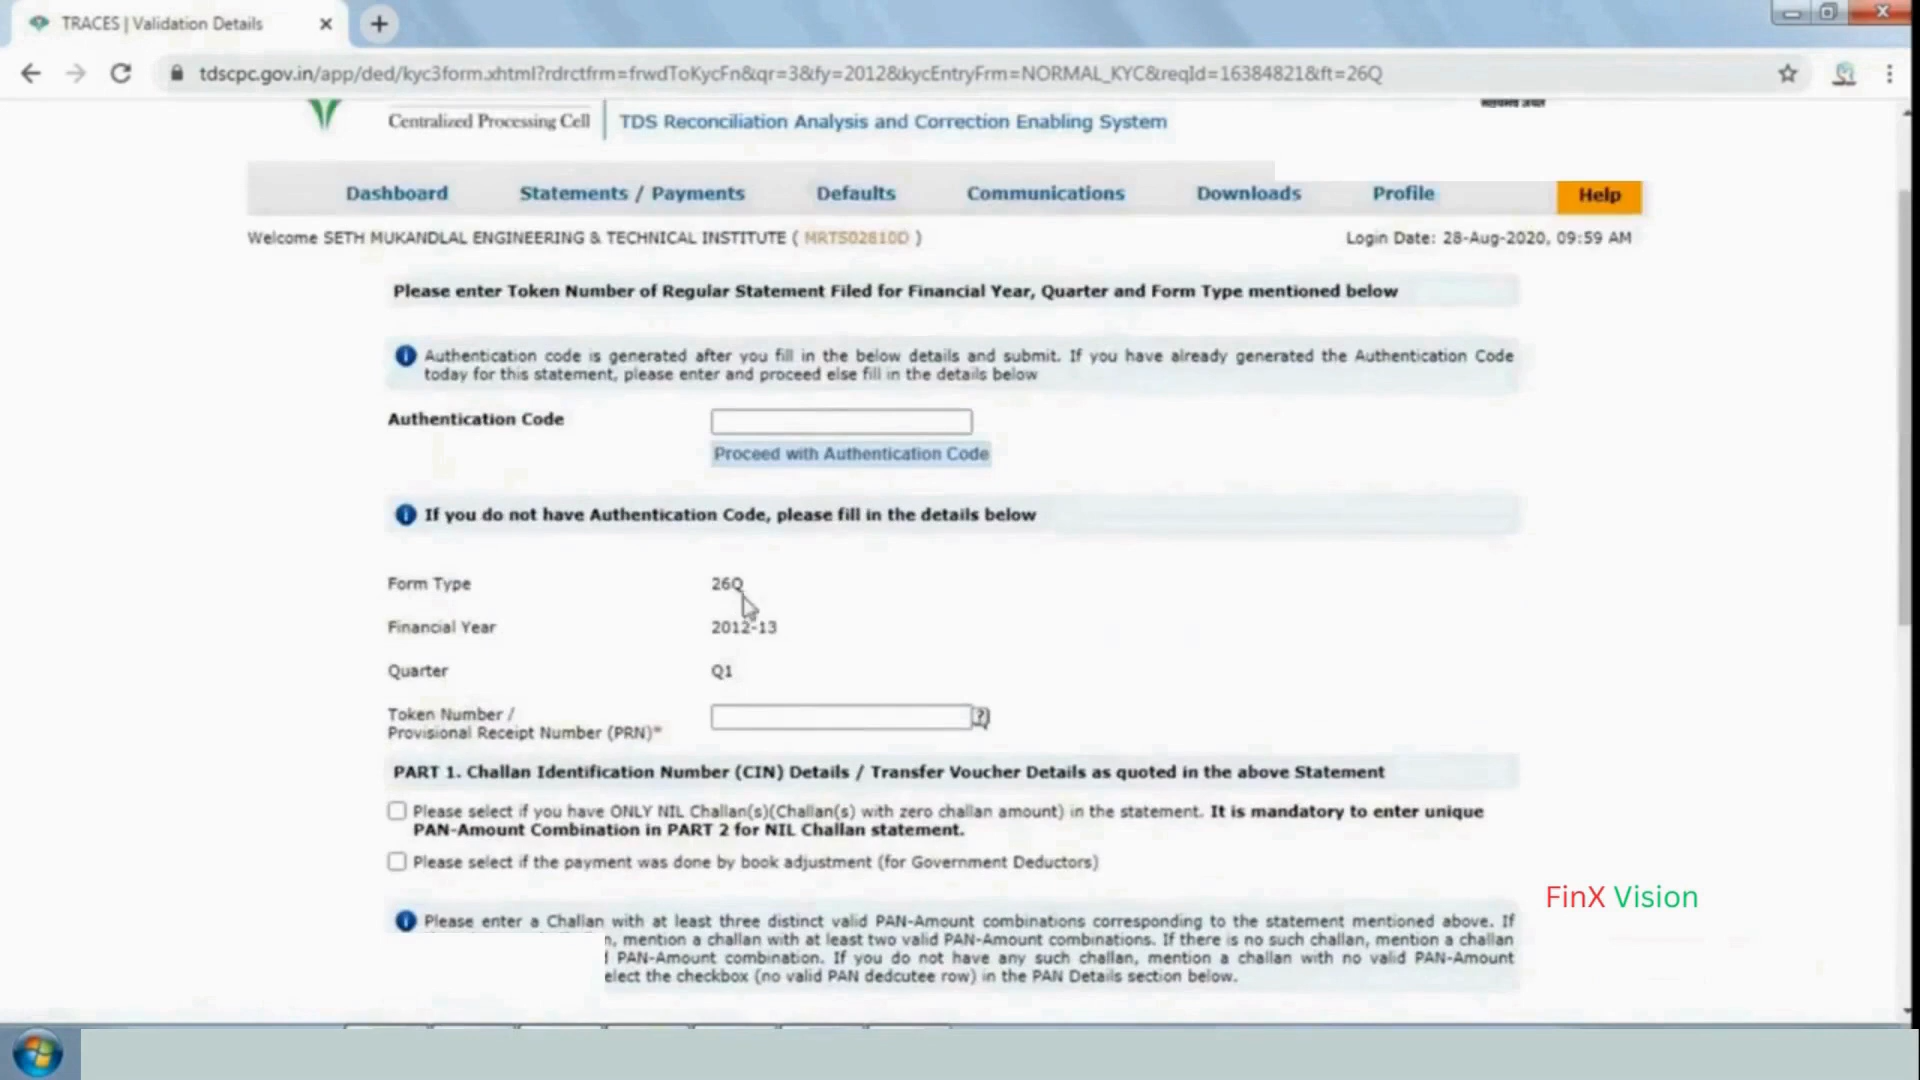 TRACES | Validation Details
tdscpc.gov.in/app/ded/kyc3form.xhtml?rdrctfrm=frwdToKycFn&qr=3&fy=2012&kycEntryFrm=NORMAL_KYC&reqId=16384821&ft=26Q
Centralized Processing Cell
TDS Reconciliation Analysis and Correction Enabling System
Dashboard Statements / Payments Defaults Communications Downloads Profile Help
Welcome SETH MUKANDLAL ENGINEERING & TECHNICAL INSTITUTE ( MRTS02810D ) Login Date: 28-Aug-2020, 09:59 AM
Please enter Token Number of Regular Statement Filed for Financial Year, Quarter and Form Type mentioned below
Authentication code is generated after you fill in the below details and submit. If you have already generated the Authentication Code
today for this statement, please enter and proceed else fill in the details below
Authentication Code
Proceed with Authentication Code
If you do not have Authentication Code, please fill in the details below
Form Type 26Q
Financial Year 2012-13
Quarter Q1
Token Number /
Provisional Receipt Number (PRN)*
PART 1. Challan Identification Number (CIN) Details / Transfer Voucher Details as quoted in the above Statement
Please select if you have ONLY NIL Challan(s)(Challan(s) with zero challan amount) in the statement. It is mandatory to enter unique
PAN-Amount Combination in PART 2 for NIL Challan statement.
Please select if the payment was done by book adjustment (for Government Deductors)
FinX Vision
Please enter a Challan with at least three distinct valid PAN-Amount combinations corresponding to the statement mentioned above. If
n, mention a challan with at least two valid PAN-Amount combinations. If there is no such challan, mention a challan
PAN-Amount combination. If you do not have any such challan, mention a challan with no valid PAN-Amount
elect the checkbox (no valid PAN dedcutee row) in the PAN Details section below.